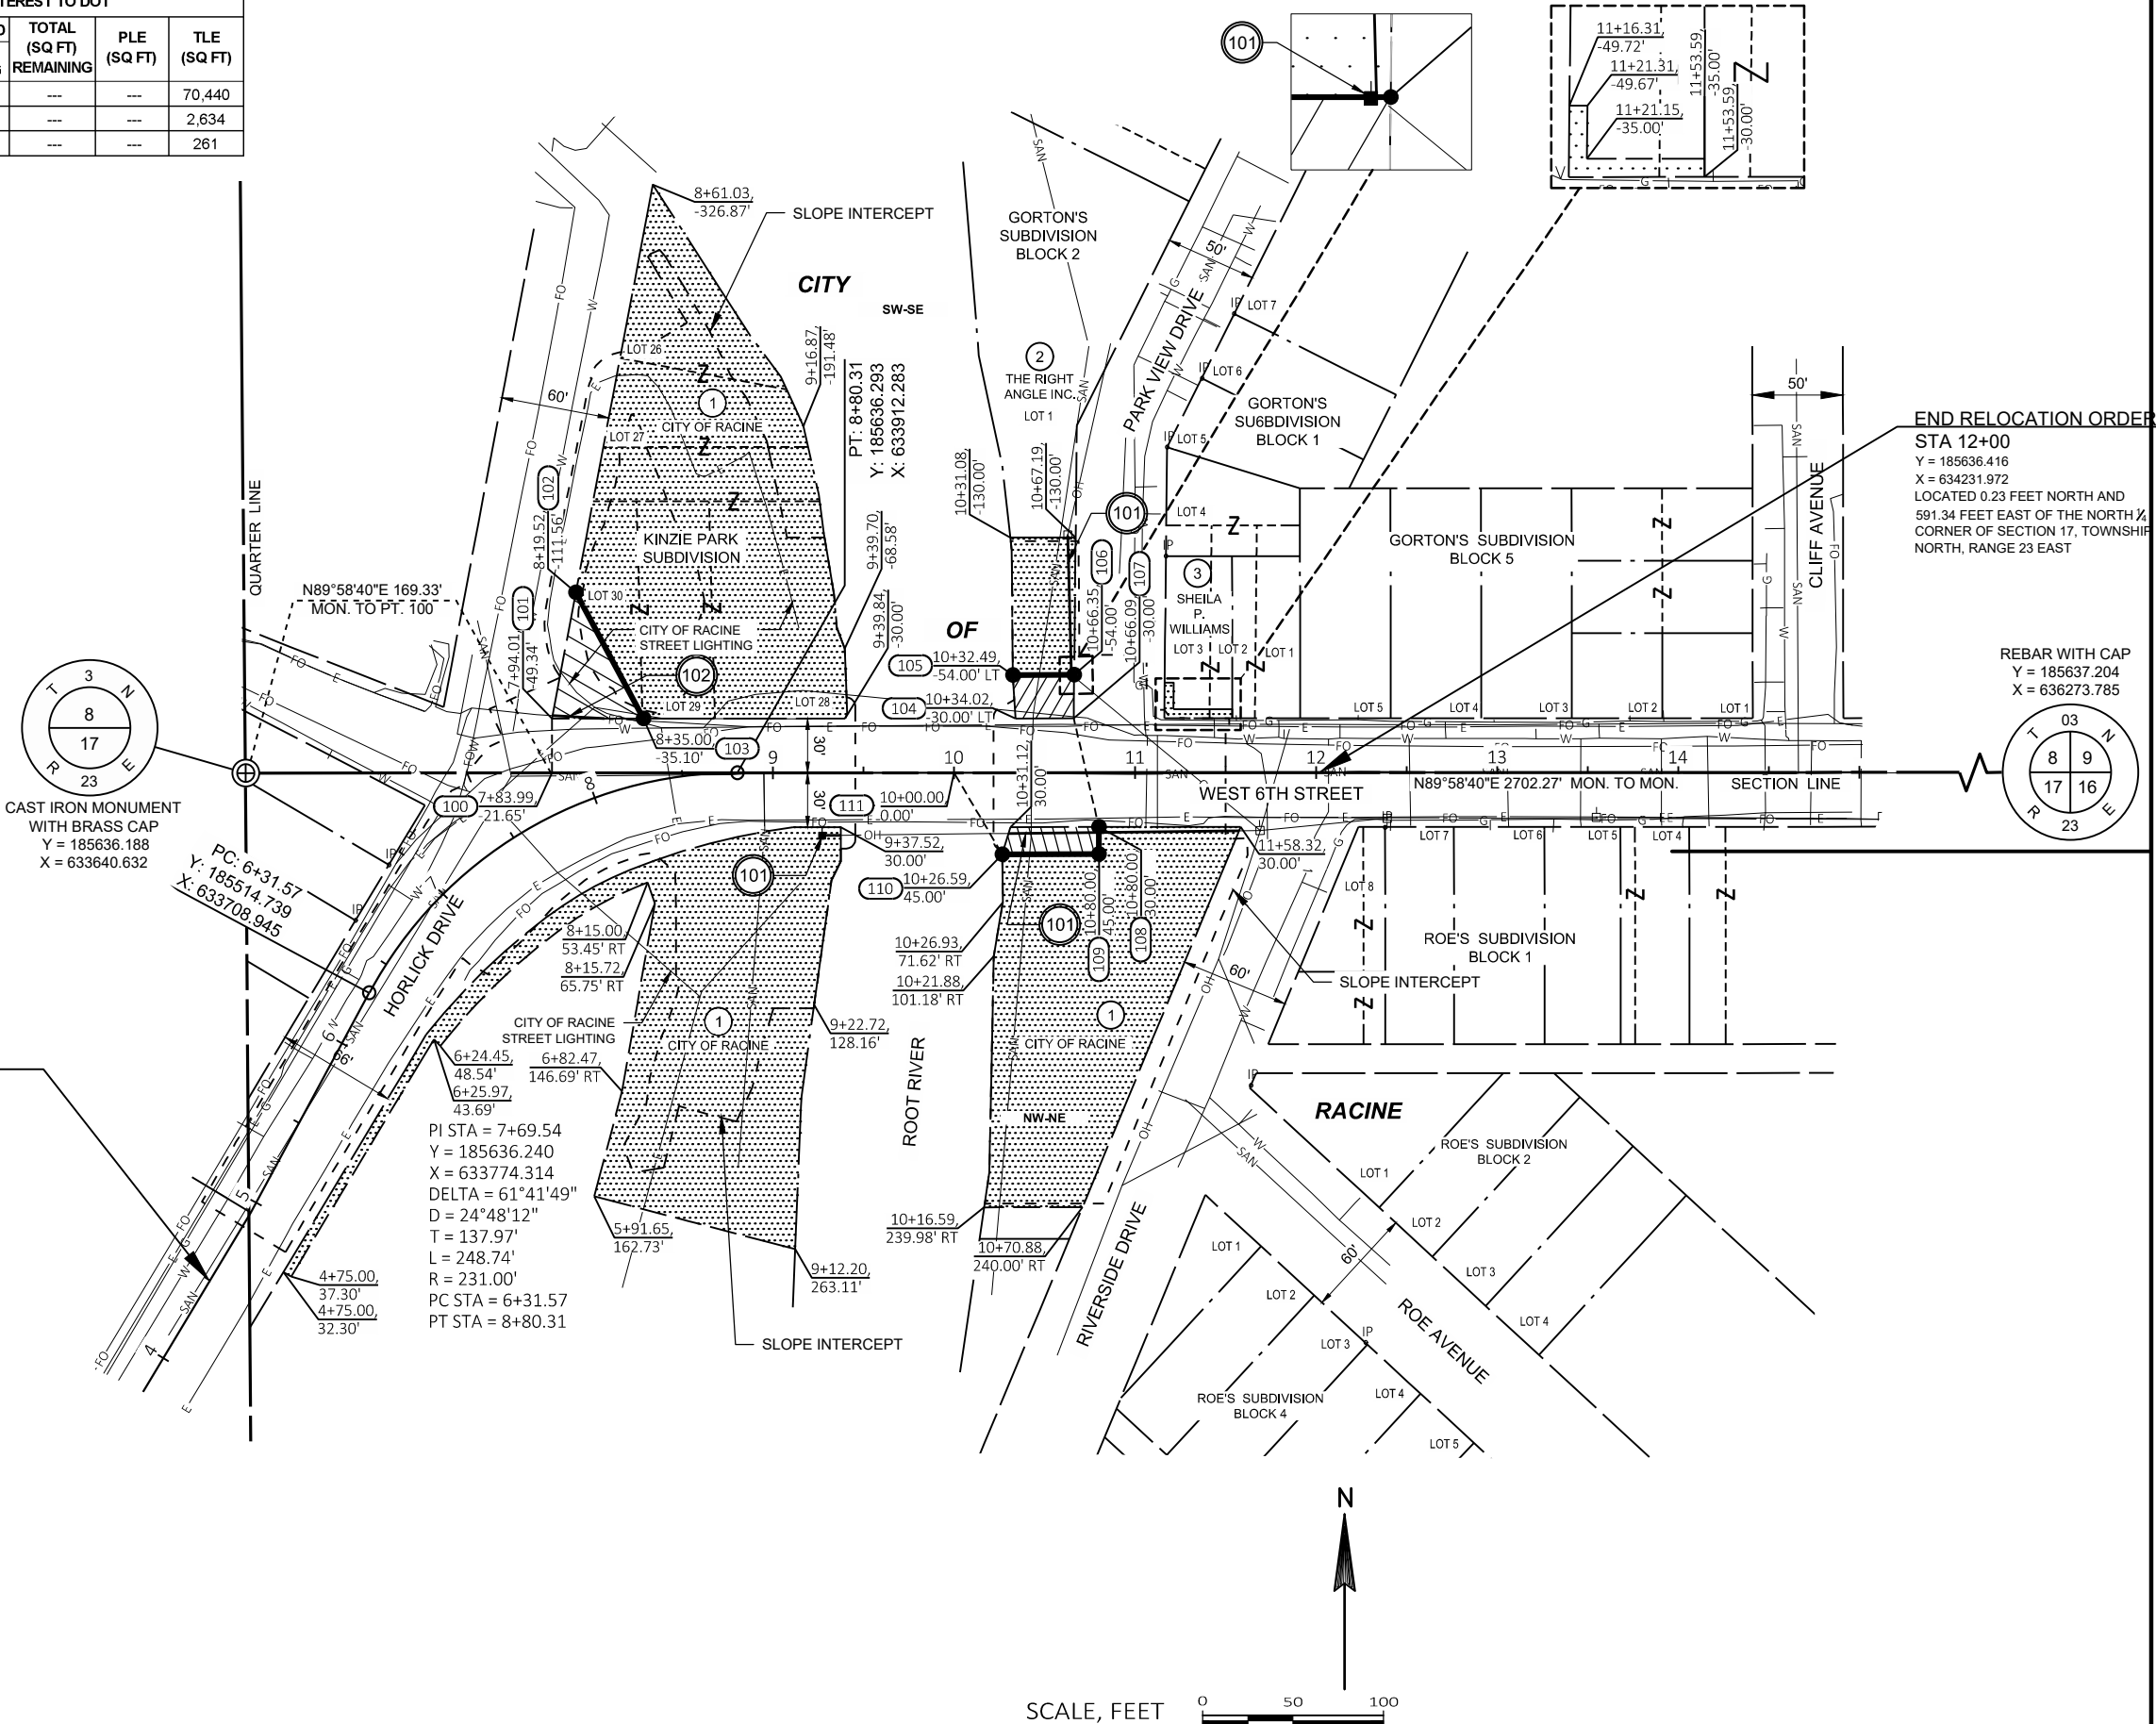 TOTAL
(SQ FT)
REMAINING
PLE
(SQ FT)
TLE
(SQ FT)
--- --- 70,440
--- --- 2,634
--- --- 261
101
11+16.31,
-49.72'
11+21.31,
-49.67'
11+21.15,
-35.00'
11+53.59,
-35.00'
11+53.59,
-30.00'
Z
8+61.03,
-326.87'
SLOPE INTERCEPT
CITY
SW-SE
GORTON'S
SUBDIVISION
BLOCK 2
50'
PARK VIEW DRIVE
LOT 7
LOT 6
LOT 5
LOT 4
GORTON'S
SU6BDIVISION
BLOCK 1
2
THE RIGHT
ANGLE INC.
LOT 1
9+16.87,
-191.48'
PT: 8+80.31
Y: 185636.293
X: 633912.283
60'
LOT 26
1
CITY OF RACINE
LOT 27
KINZIE PARK
SUBDIVISION
QUARTER LINE
102
8+19.52,
-111.56'
101
7+94.01,
-49.34'
N89°58'40"E 169.33'
MON. TO PT. 100
LOT 30
CITY OF RACINE
STREET LIGHTING
102
LOT 29
LOT 28
9+39.70,
-68.58'
9+39.84,
-30.00'
10+31.08,
-130.00'
10+67.19,
-130.00'
101
106
10+66.35,
-54.00'
107
10+66.09,
-30.00'
OF
105
10+32.49,
-54.00' LT
104
10+34.02,
-30.00' LT
3
SHEILA
P.
WILLIAMS
LOT 3
LOT 2
LOT 1
GORTON'S SUBDIVISION
BLOCK 5
LOT 5
LOT 4
LOT 3
LOT 2
LOT 1
50'
CLIFF AVENUE
END RELOCATION ORDER
STA 12+00
Y = 185636.416
X = 634231.972
LOCATED 0.23 FEET NORTH AND
591.34 FEET EAST OF THE NORTH ¼
CORNER OF SECTION 17, TOWNSHIP
NORTH, RANGE 23 EAST
REBAR WITH CAP
Y = 185637.204
X = 636273.785
T 03 N
8 9
17 16
R 23 E
T 3 N
8
17
R 23 E
CAST IRON MONUMENT
WITH BRASS CAP
Y = 185636.188
X = 633640.632
8+35.00,
-35.10'
103
30'
30'
100
7+83.99,
-21.65'
8
9
10
11
12
13
14
111
10+00.00,
0.00'
10+31.12,
30.00'
WEST 6TH STREET
N89°58'40"E 2702.27' MON. TO MON.
SECTION LINE
PC: 6+31.57
Y: 185514.739
X: 633708.945
HORLICK DRIVE
7
6
5
4
66'
101
9+37.52,
30.00'
110
10+26.59,
45.00'
101
10+80.00,
45.00'
109
10+80.00,
30.00'
108
11+58.32,
30.00'
8+15.00,
53.45' RT
8+15.72,
65.75' RT
10+26.93,
71.62' RT
10+21.88,
101.18' RT
60'
SLOPE INTERCEPT
LOT 8
LOT 7
LOT 6
LOT 5
LOT 4
ROE'S SUBDIVISION
BLOCK 1
CITY OF RACINE
STREET LIGHTING
1
CITY OF RACINE
9+22.72,
128.16'
1
CITY OF RACINE
6+24.45,
48.54'
6+25.97,
43.69'
6+82.47,
146.69' RT
PI STA = 7+69.54
Y = 185636.240
X = 633774.314
DELTA = 61°41'49"
D = 24°48'12"
T = 137.97'
L = 248.74'
R = 231.00'
PC STA = 6+31.57
PT STA = 8+80.31
ROOT RIVER
NW-NE
RACINE
4+75.00,
37.30'
4+75.00,
32.30'
5+91.65,
162.73'
9+12.20,
263.11'
SLOPE INTERCEPT
10+16.59,
239.98' RT
10+70.88,
240.00' RT
RIVERSIDE DRIVE
ROE'S SUBDIVISION
BLOCK 2
LOT 1
LOT 2
LOT 3
LOT 4
60'
ROE AVENUE
LOT 1
LOT 2
LOT 3
LOT 4
LOT 5
ROE'S SUBDIVISION
BLOCK 4
N
SCALE, FEET
0 50 100